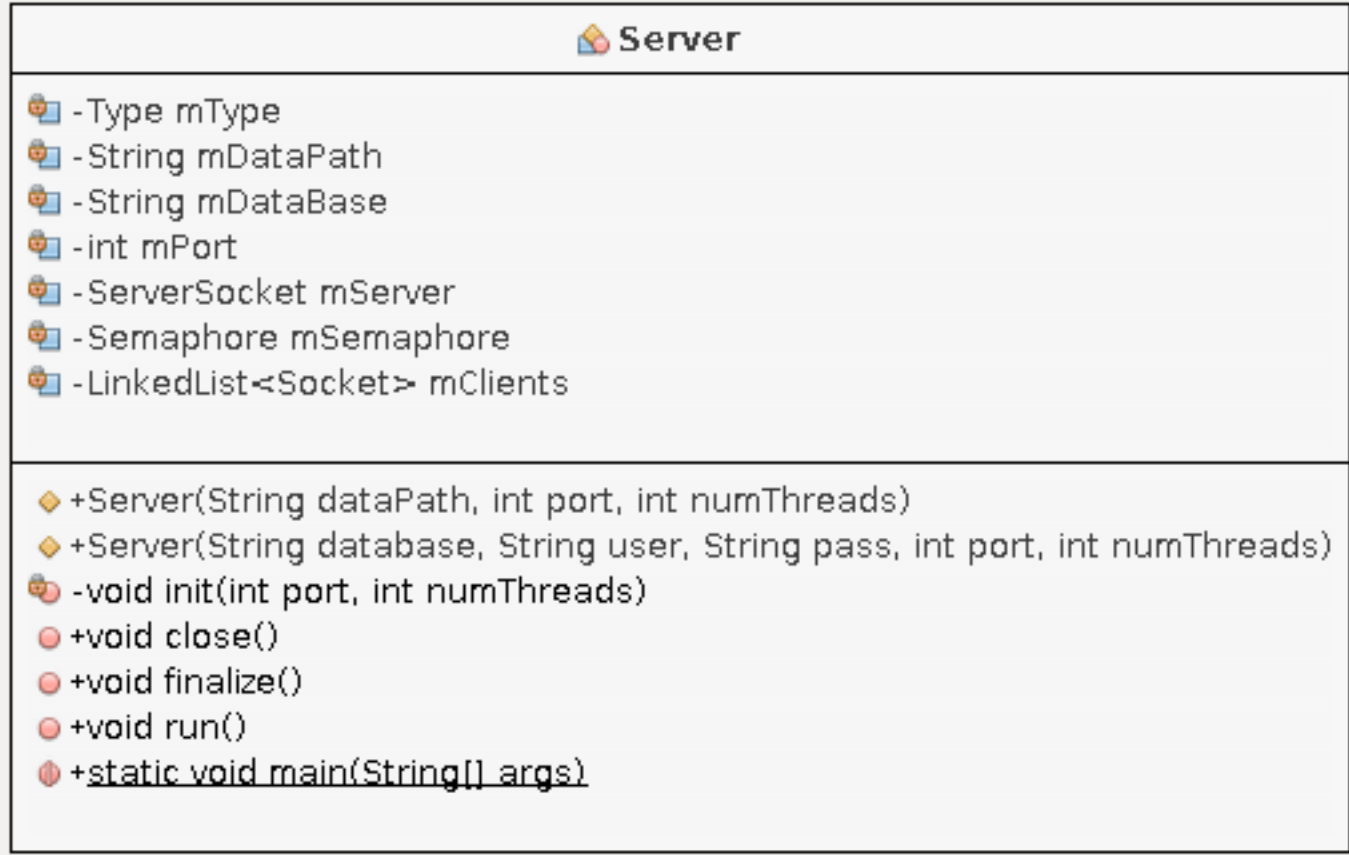 Server
-Type mType
-String mDataPath
-String mDataBase
-int mPort
-ServerSocket mServer
-Semaphore mSemaphore
-LinkedList<Socket> mClients
+Server(String dataPath, int port, int numThreads)
+Server(String database, String user, String pass, int port, int numThreads)
-void init(int port, int numThreads)
+void close()
+void finalize()
+void run()
+static void main(String[] args)